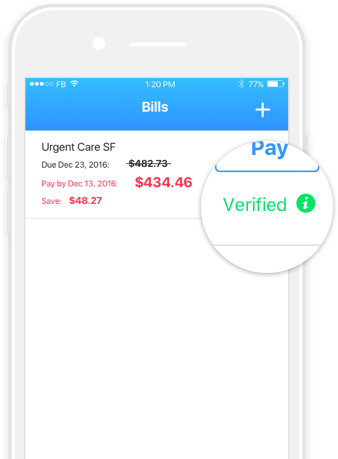 FB 1:20 PM 77%
Bills +
Urgent Care SF
Due Dec 23, 2016: $482.73
Pay by Dec 13, 2016: $434.46
Save: $48.27
Pay
Verified i